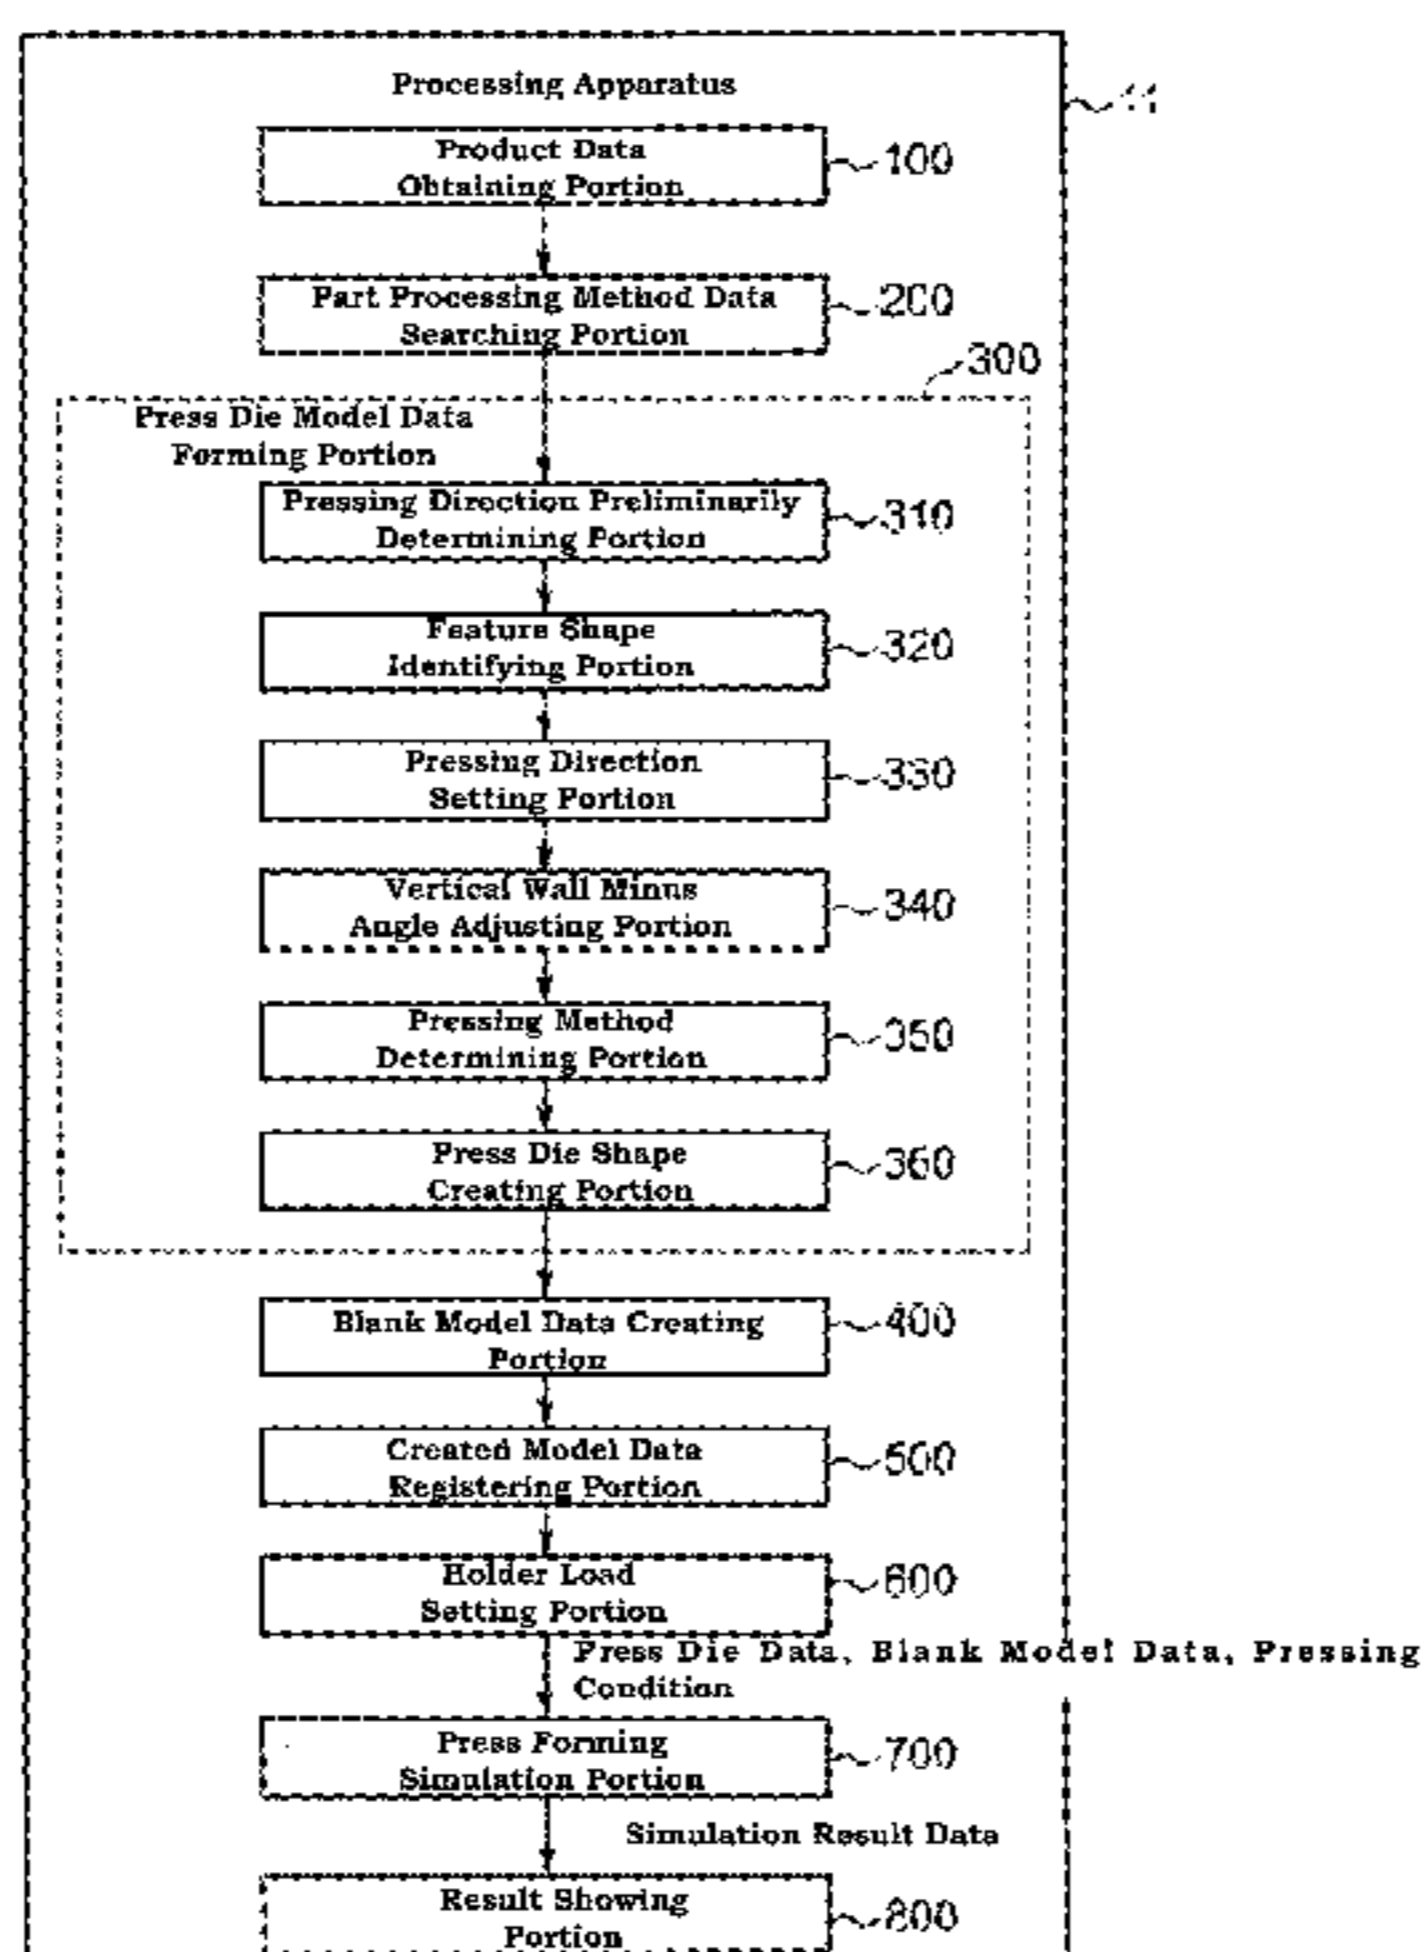 Processing Apparatus
11
Product Data
Obtaining Portion
100
Part Processing Method Data
Searching Portion
200
300
Press Die Model Data
Forming Portion
Pressing Direction Preliminarily
Determining Portion
310
Feature Shape
Identifying Portion
320
Pressing Direction
Setting Portion
330
Vertical Wall Minus
Angle Adjusting Portion
340
Pressing Method
Determining Portion
350
Press Die Shape
Creating Portion
360
Blank Model Data Creating
Portion
400
Created Model Data
Registering Portion
500
Holder Load
Setting Portion
600
Press Die Data, Blank Model Data, Pressing
Condition
Press Forming
Simulation Portion
700
Simulation Result Data
Result Showing
Portion
800